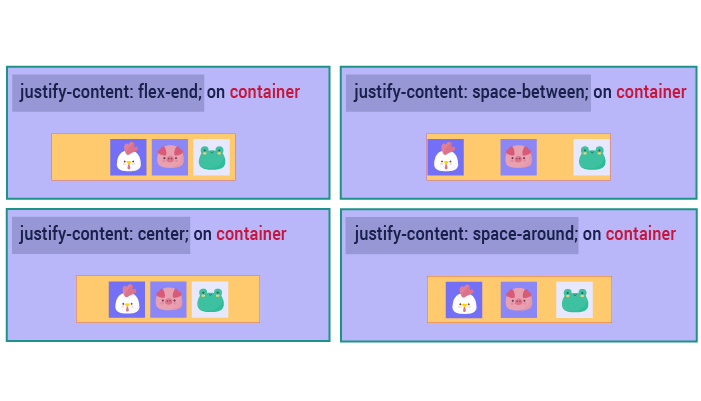 justify-content: flex-end; on container
justify-content: space-between; on container
justify-content: center; on container
justify-content: space-around; on container